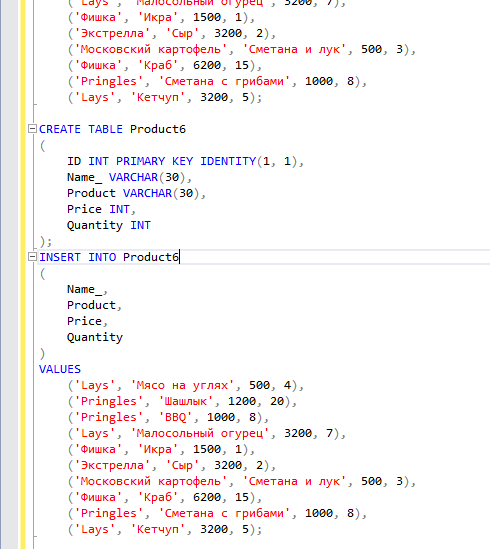 ('Lays', 'Малосольный огурец', 3200, 7),
('Фишка', 'Икра', 1500, 1),
('Экстрелла', 'Сыр', 3200, 2),
('Московский картофель', 'Сметана и лук', 500, 3),
('Фишка', 'Краб', 6200, 15),
('Pringles', 'Сметана с грибами', 1000, 8),
('Lays', 'Кетчуп', 3200, 5);
CREATE TABLE Product6
(
ID INT PRIMARY KEY IDENTITY(1, 1),
Name_ VARCHAR(30),
Product VARCHAR(30),
Price INT,
Quantity INT
);
INSERT INTO Product6
(
Name_,
Product,
Price,
Quantity
)
VALUES
('Lays', 'Мясо на углях', 500, 4),
('Pringles', 'Шашлык', 1200, 20),
('Pringles', 'BBQ', 1000, 8),
('Lays', 'Малосольный огурец', 3200, 7),
('Фишка', 'Икра', 1500, 1),
('Экстрелла', 'Сыр', 3200, 2),
('Московский картофель', 'Сметана и лук', 500, 3),
('Фишка', 'Краб', 6200, 15),
('Pringles', 'Сметана с грибами', 1000, 8),
('Lays', 'Кетчуп', 3200, 5);